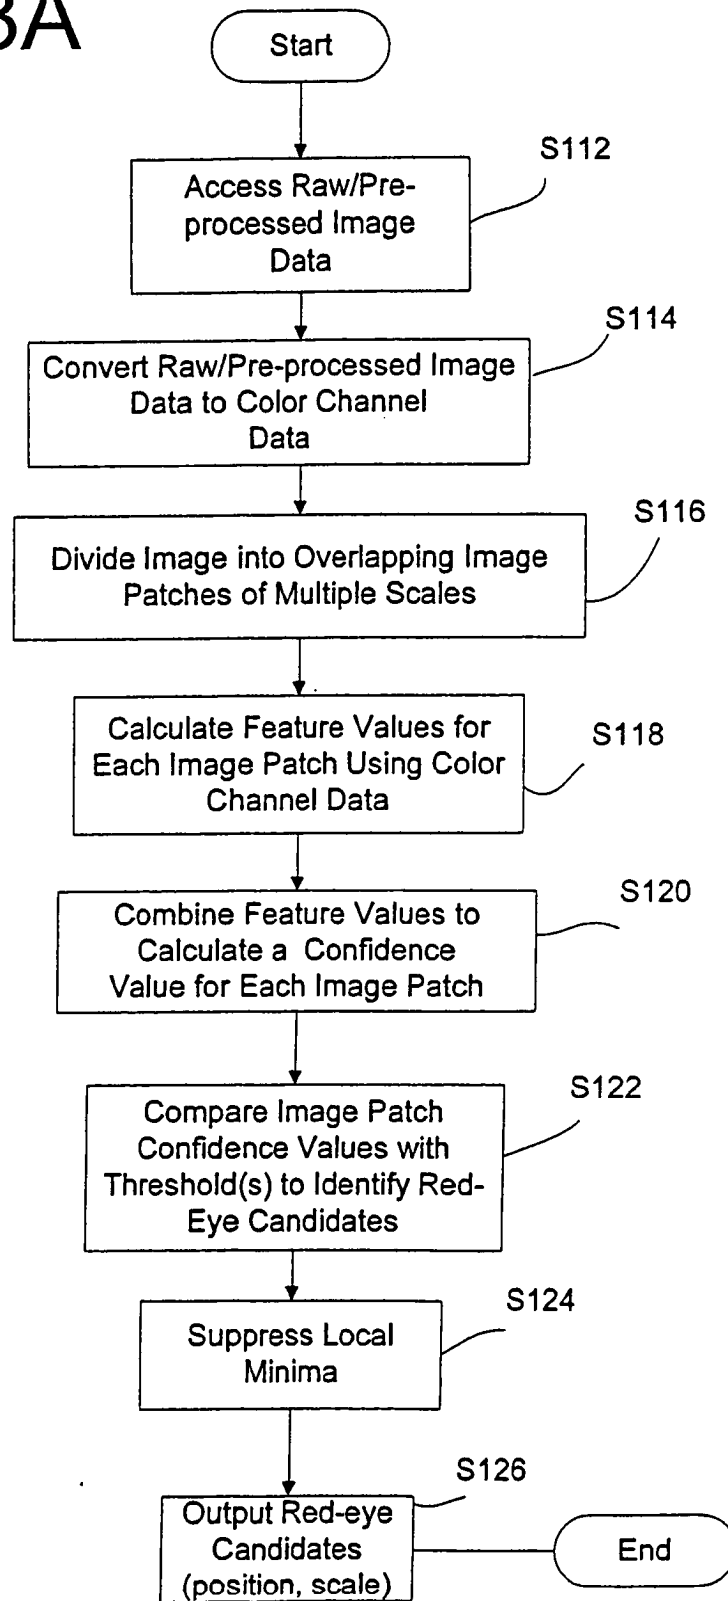 3A
Start
S112
Access Raw/Pre-
processed Image
Data
S114
Convert Raw/Pre-processed Image
Data to Color Channel
Data
S116
Divide Image into Overlapping Image
Patches of Multiple Scales
S118
Calculate Feature Values for
Each Image Patch Using Color
Channel Data
S120
Combine Feature Values to
Calculate a Confidence
Value for Each Image Patch
S122
Compare Image Patch
Confidence Values with
Threshold(s) to Identify Red-
Eye Candidates
S124
Suppress Local
Minima
S126
Output Red-eye
Candidates
(position, scale)
End